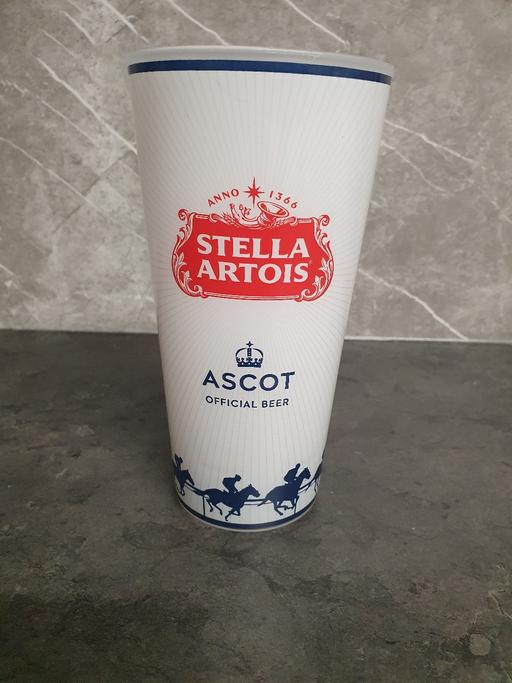 ANNO 1366
STELLA
ARTOIS
ASCOT
OFFICIAL BEER